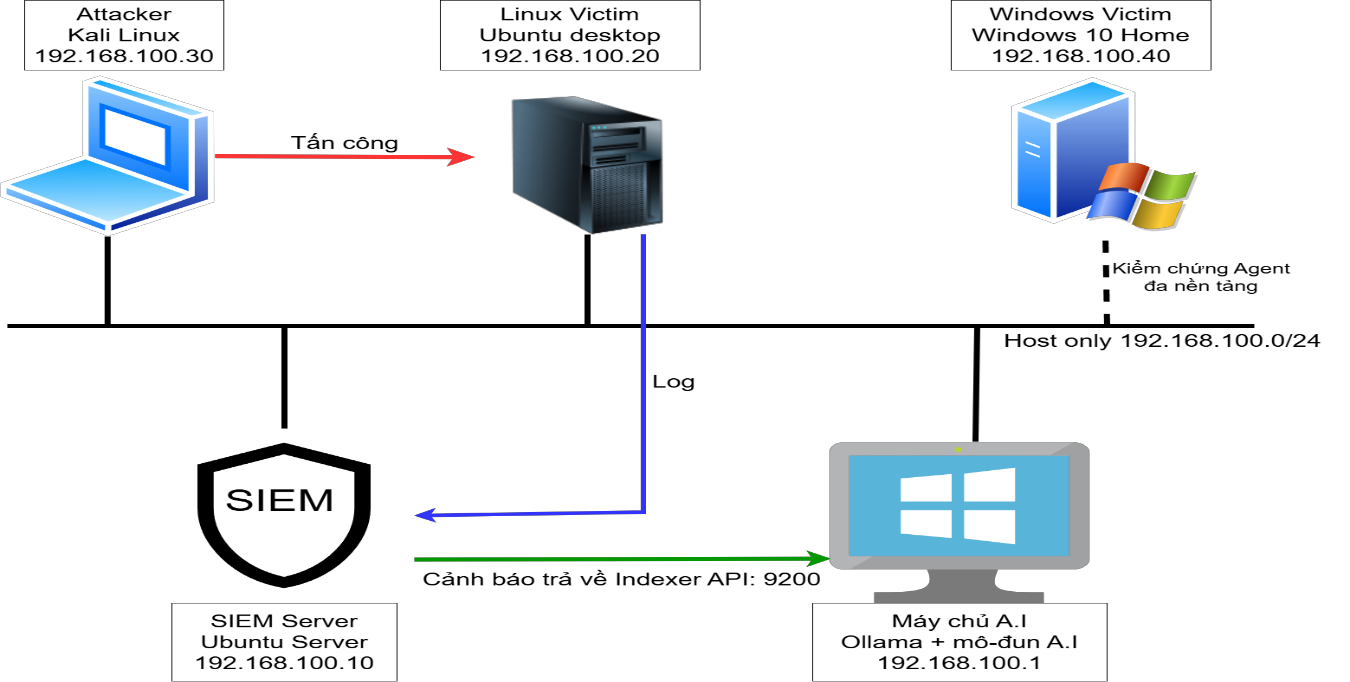 Attacker
Kali Linux
192.168.100.30
Linux Victim
Ubuntu desktop
192.168.100.20
Windows Victim
Windows 10 Home
192.168.100.40
Tấn công
Kiểm chứng Agent
đa nền tảng
Host only 192.168.100.0/24
Log
SIEM
Cảnh báo trả về Indexer API: 9200
SIEM Server
Ubuntu Server
192.168.100.10
Máy chủ A.I
Ollama + mô-đun A.I
192.168.100.1